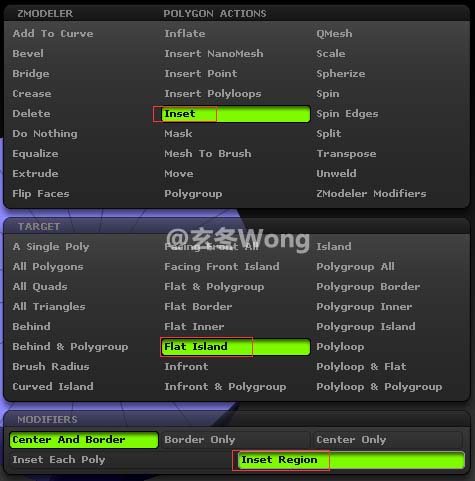 ZMODELER POLYGON ACTIONS
Add To Curve Inflate QMesh
Bevel Insert NanoMesh Scale
Bridge Insert Point Spherize
Crease Insert Polyloops Spin
Delete Inset Spin Edges
Do Nothing Mask Split
Equalize Mesh To Brush Transpose
Extrude Move Unweld
Flip Faces Polygroup ZModeler Modifiers
TARGET
@玄冬Wong
A Single Poly Facing Front All Island
All Polygons Facing Front Island Polygroup All
All Quads Flat & Polygroup Polygroup Border
All Triangles Flat Border Polygroup Inner
Behind Flat Inner Polygroup Island
Behind & Polygroup Flat Island Polyloop
Brush Radius Infront Polyloop & Flat
Curved Island Infront & Polygroup Polyloop & Polygroup
MODIFIERS
Center And Border Border Only Center Only
Inset Each Poly Inset Region